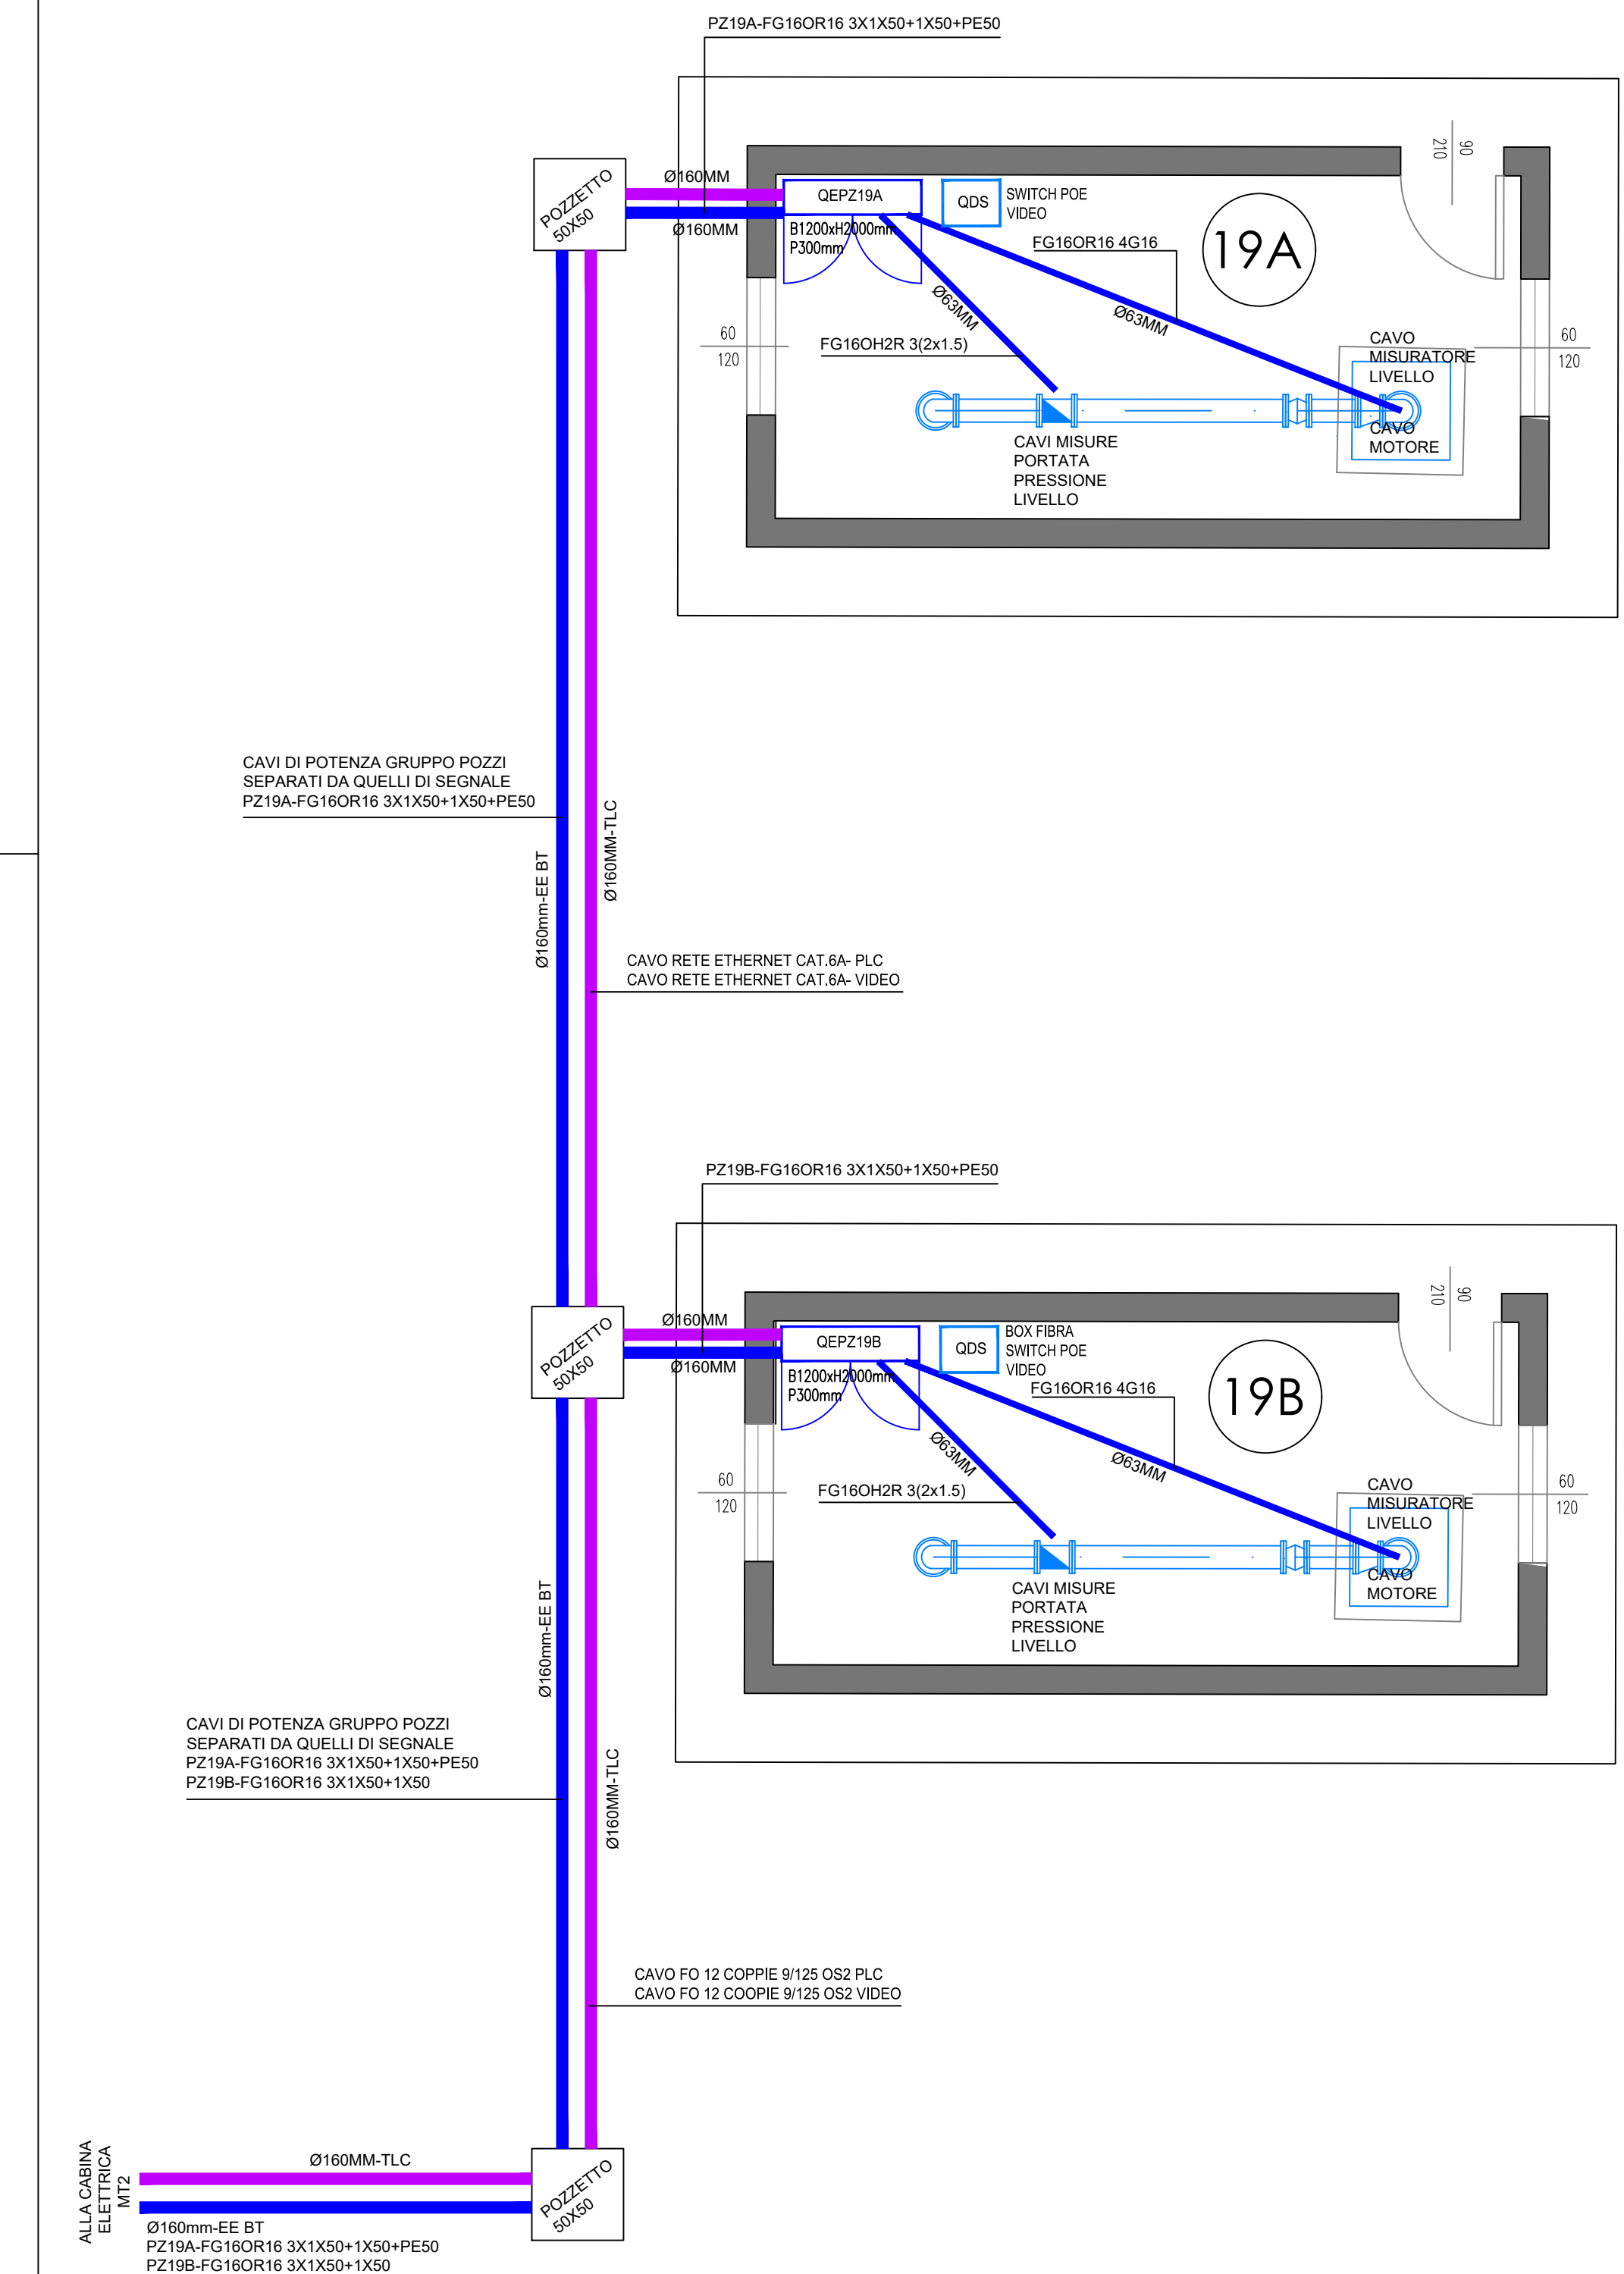 PZ19A-FG16OR16 3X1X50+1X50+PE50
POZZETTO
50X50
Ø160MM
Ø160MM
QEPZ19A
B1200xH2000mm
P300mm
QDS
SWITCH POE
VIDEO
FG16OR16 4G16
19A
90
210
Ø63MM
Ø63MM
FG16OH2R 3(2x1.5)
60
120
60
120
CAVO
MISURATORE
LIVELLO
CAVO
MOTORE
CAVI MISURE
PORTATA
PRESSIONE
LIVELLO
CAVI DI POTENZA GRUPPO POZZI
SEPARATI DA QUELLI DI SEGNALE
PZ19A-FG16OR16 3X1X50+1X50+PE50
Ø160mm-EE BT
Ø160MM-TLC
CAVO RETE ETHERNET CAT.6A- PLC
CAVO RETE ETHERNET CAT.6A- VIDEO
PZ19B-FG16OR16 3X1X50+1X50+PE50
POZZETTO
50X50
Ø160MM
Ø160MM
QEPZ19B
B1200xH2000mm
P300mm
QDS
BOX FIBRA
SWITCH POE
VIDEO
FG16OR16 4G16
19B
90
210
Ø63MM
Ø63MM
FG16OH2R 3(2x1.5)
60
120
60
120
CAVO
MISURATORE
LIVELLO
CAVO
MOTORE
CAVI MISURE
PORTATA
PRESSIONE
LIVELLO
Ø160mm-EE BT
CAVI DI POTENZA GRUPPO POZZI
SEPARATI DA QUELLI DI SEGNALE
PZ19A-FG16OR16 3X1X50+1X50+PE50
PZ19B-FG16OR16 3X1X50+1X50
Ø160MM-TLC
CAVO FO 12 COPPIE 9/125 OS2 PLC
CAVO FO 12 COOPIE 9/125 OS2 VIDEO
ALLA CABINA
ELETTRICA
MT2
Ø160MM-TLC
POZZETTO
50X50
Ø160mm-EE BT
PZ19A-FG16OR16 3X1X50+1X50+PE50
PZ19B-FG16OR16 3X1X50+1X50